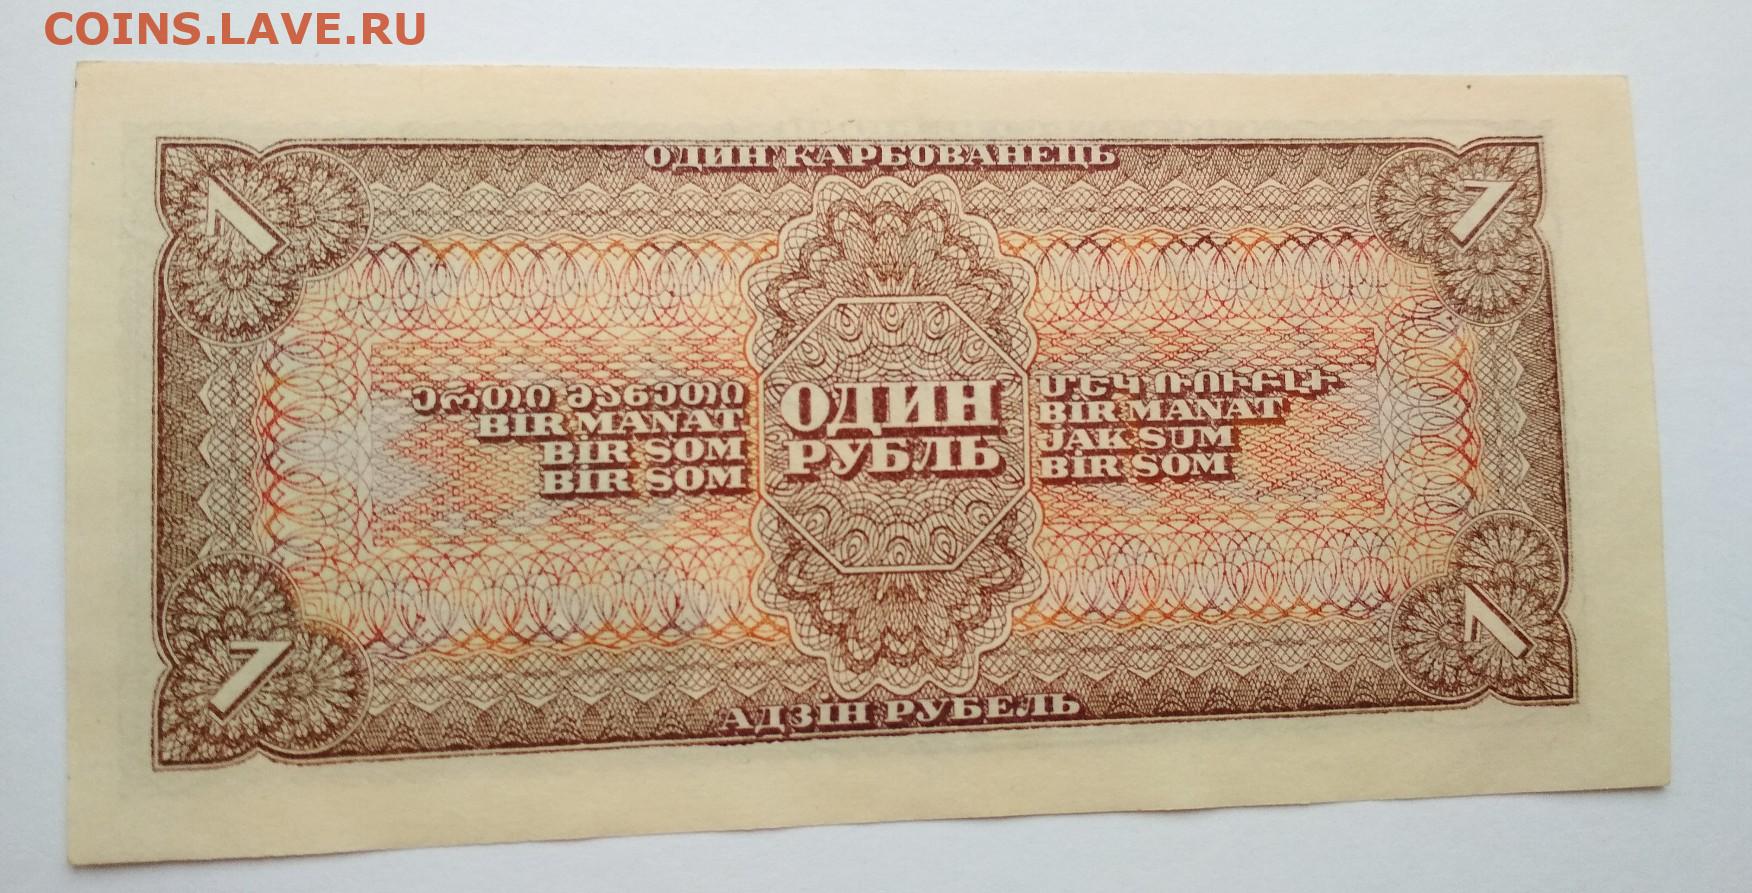 COINS.LAVE.RU
1
ОДИН КАРБОВАНЕЦЬ
1
ერთი მანეთი
BIR MANAT
BIR SOM
BIR SOM
ОДИН
РУБЛЬ
ՄԵԿ ՌՈՒԲԼԻ
BIR MANAT
JAK SUM
BIR SOM
1
АДЗІН РУБЕЛЬ
1